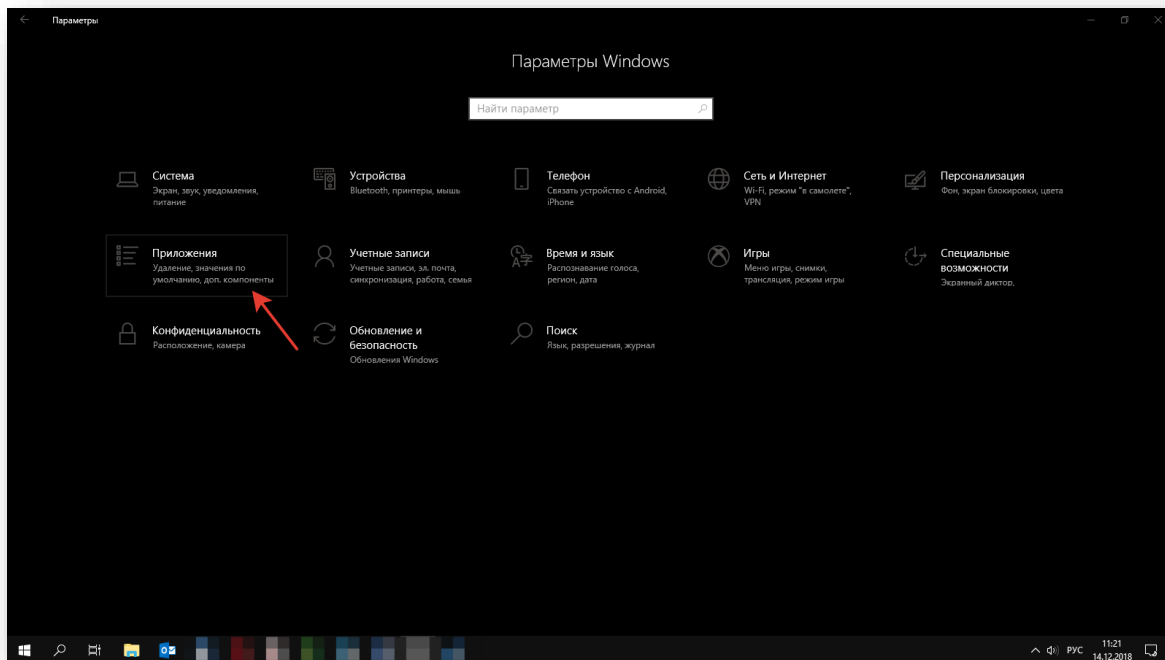 Параметры
Параметры Windows
Найти параметр
Система
Экран, звук, уведомления,
питание
Устройства
Bluetooth, принтеры, мышь
Телефон
Связать устройство с Android,
iPhone
Сеть и Интернет
Wi-Fi, режим "в самолете",
VPN
Персонализация
Фон, экран блокировки, цвета
Приложения
Удаление, значения по
умолчанию, доп. компоненты
Учетные записи
Учетные записи, эл. почта,
синхронизация, работа, семья
Время и язык
Распознавание голоса,
регион, дата
Игры
Меню игры, снимки,
трансляция, режим игры
Специальные
возможности
Экранный диктор,
Конфиденциальность
Расположение, камера
Обновление и
безопасность
Обновления Windows
Поиск
Язык, разрешения, журнал
РУС
11:21
14.12.2018